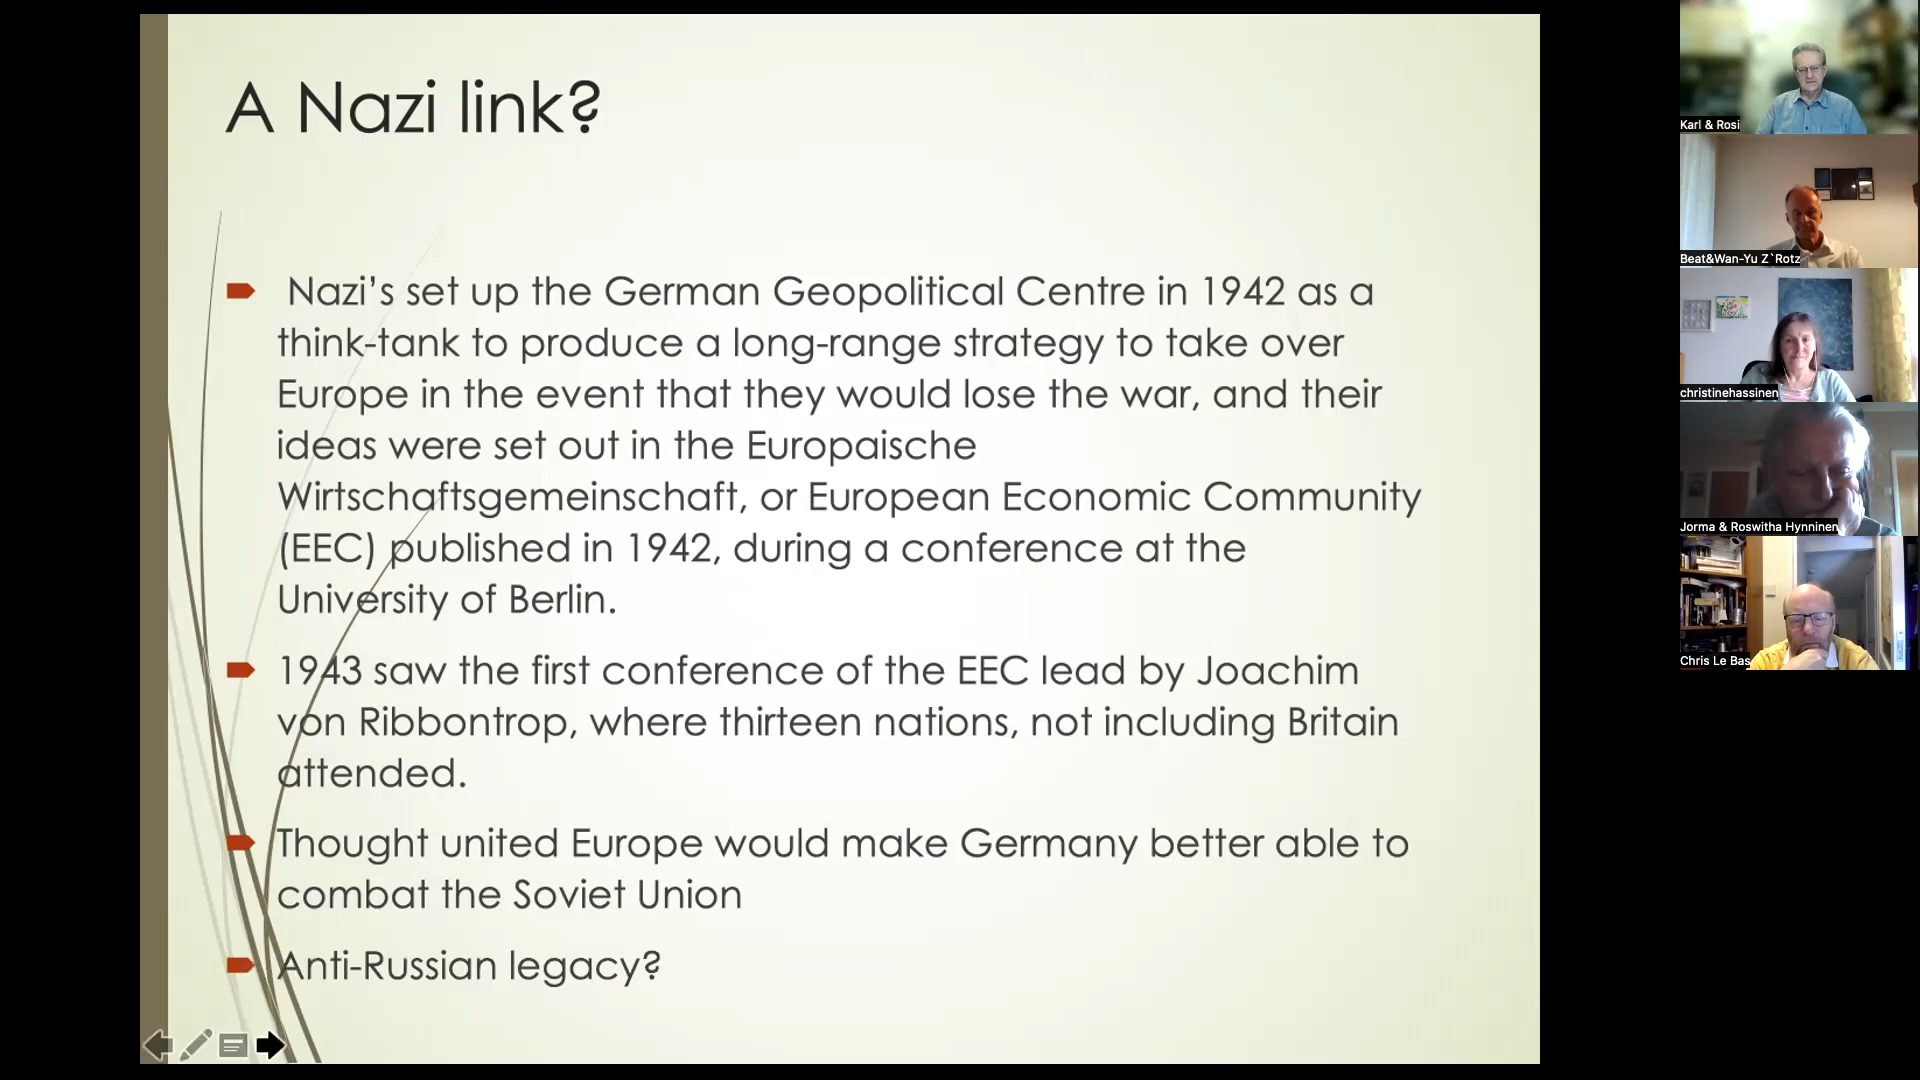 A Nazi link?
Nazi’s set up the German Geopolitical Centre in 1942 as a
think-tank to produce a long-range strategy to take over
Europe in the event that they would lose the war, and their
ideas were set out in the Europaische
Wirtschaftsgemeinschaft, or European Economic Community
(EEC) published in 1942, during a conference at the
University of Berlin.
1943 saw the first conference of the EEC lead by Joachim
von Ribbontrop, where thirteen nations, not including Britain
attended.
Thought united Europe would make Germany better able to
combat the Soviet Union
Anti-Russian legacy?
Karl & Rosi
Beat&Wan-Yu Z`Rotz
christinehassinen
Jorma & Roswitha Hynninen
Chris Le Bas